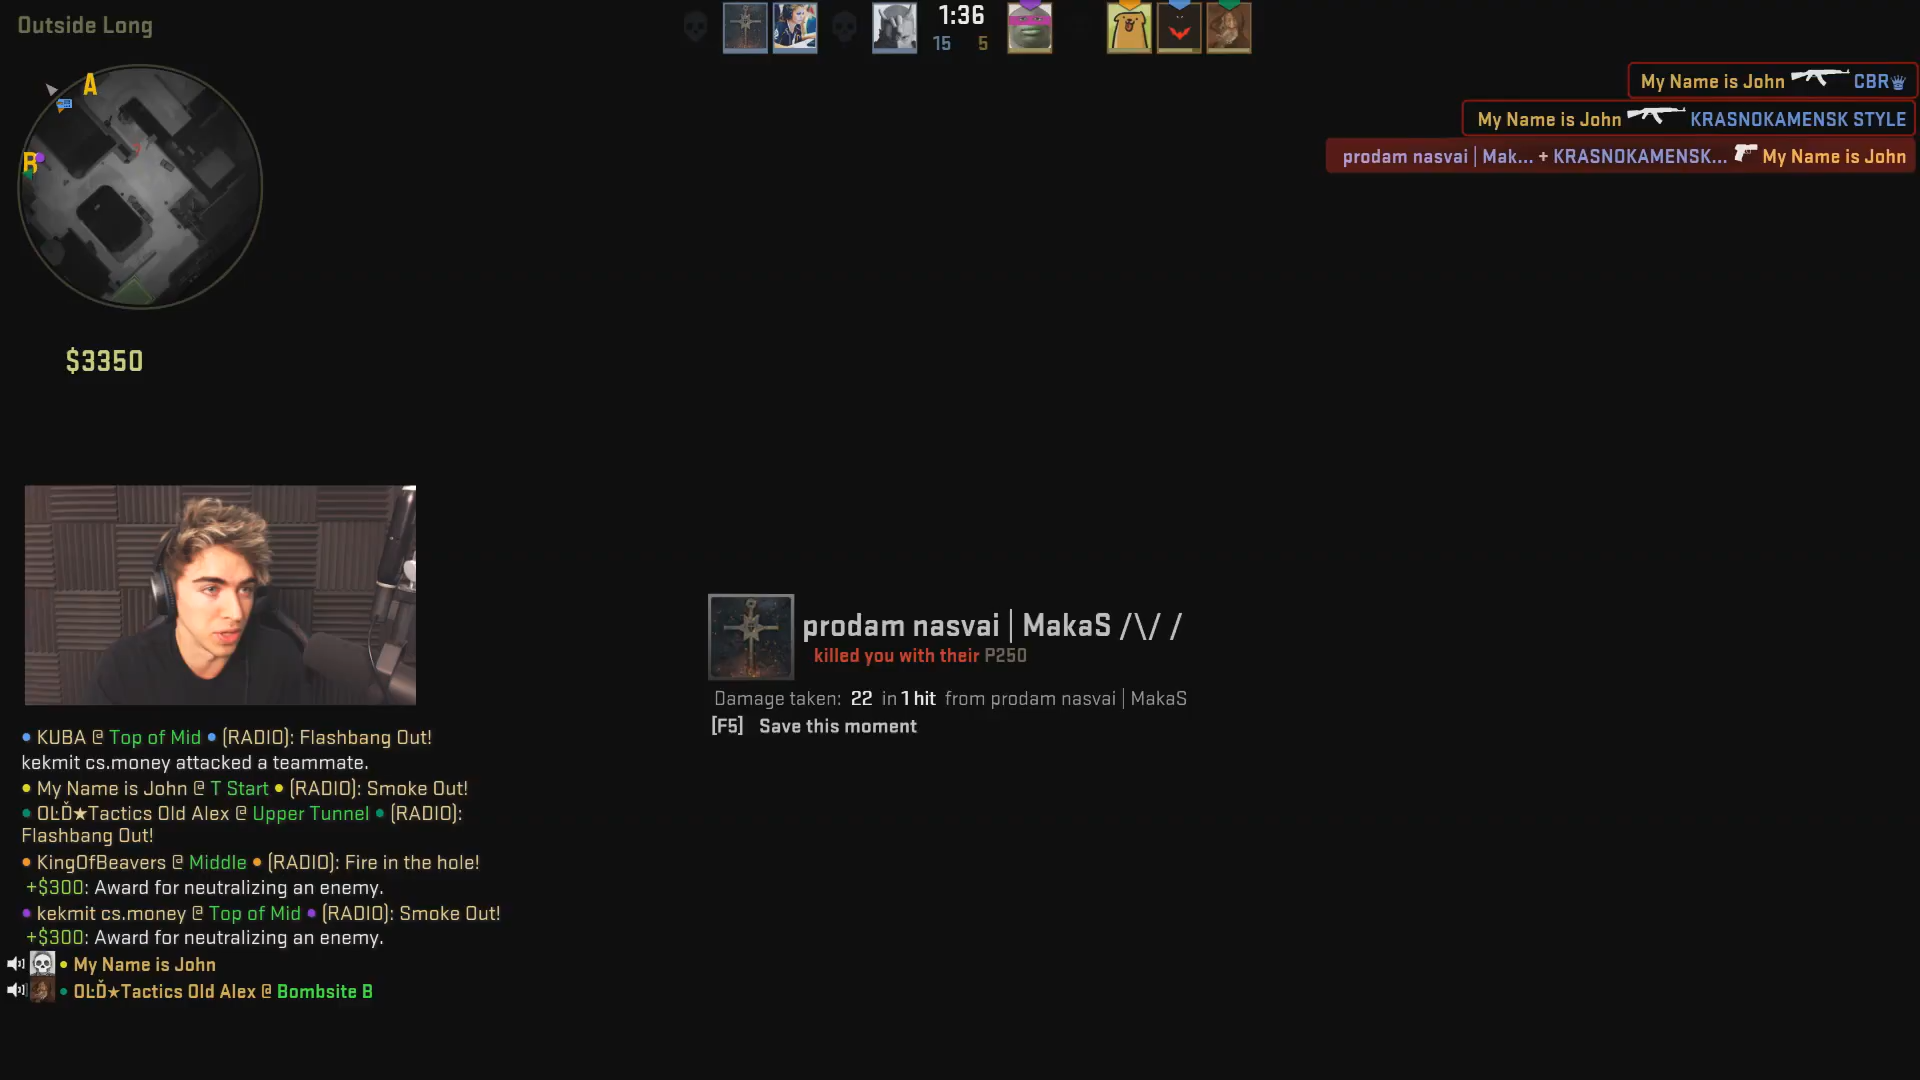 Outside Long
1:36
15 5
A
B
$3350
My Name is John CBR♛
My Name is John KRASNOKAMENSK STYLE
prodam nasvai | Mak... + KRASNOKAMENSK... My Name is John
prodam nasvai | MakaS /\/ /
killed you with their P250
Damage taken: 22 in 1 hit from prodam nasvai | MakaS
[F5] Save this moment
• KUBA @ Top of Mid • (RADIO): Flashbang Out!
kekmit cs.money attacked a teammate.
• My Name is John @ T Start • (RADIO): Smoke Out!
• OĿĎ★Tactics Old Alex @ Upper Tunnel • (RADIO):
Flashbang Out!
• KingOfBeavers @ Middle • (RADIO): Fire in the hole!
+$300: Award for neutralizing an enemy.
• kekmit cs.money @ Top of Mid • (RADIO): Smoke Out!
+$300: Award for neutralizing an enemy.
• My Name is John
• OĿĎ★Tactics Old Alex @ Bombsite B